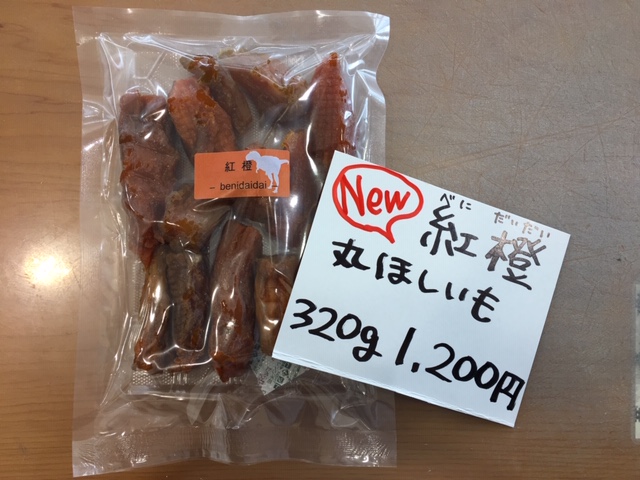 紅橙
– benidaidai –
New
べに だいだい
紅橙
丸ほしいも
320g 1,200円